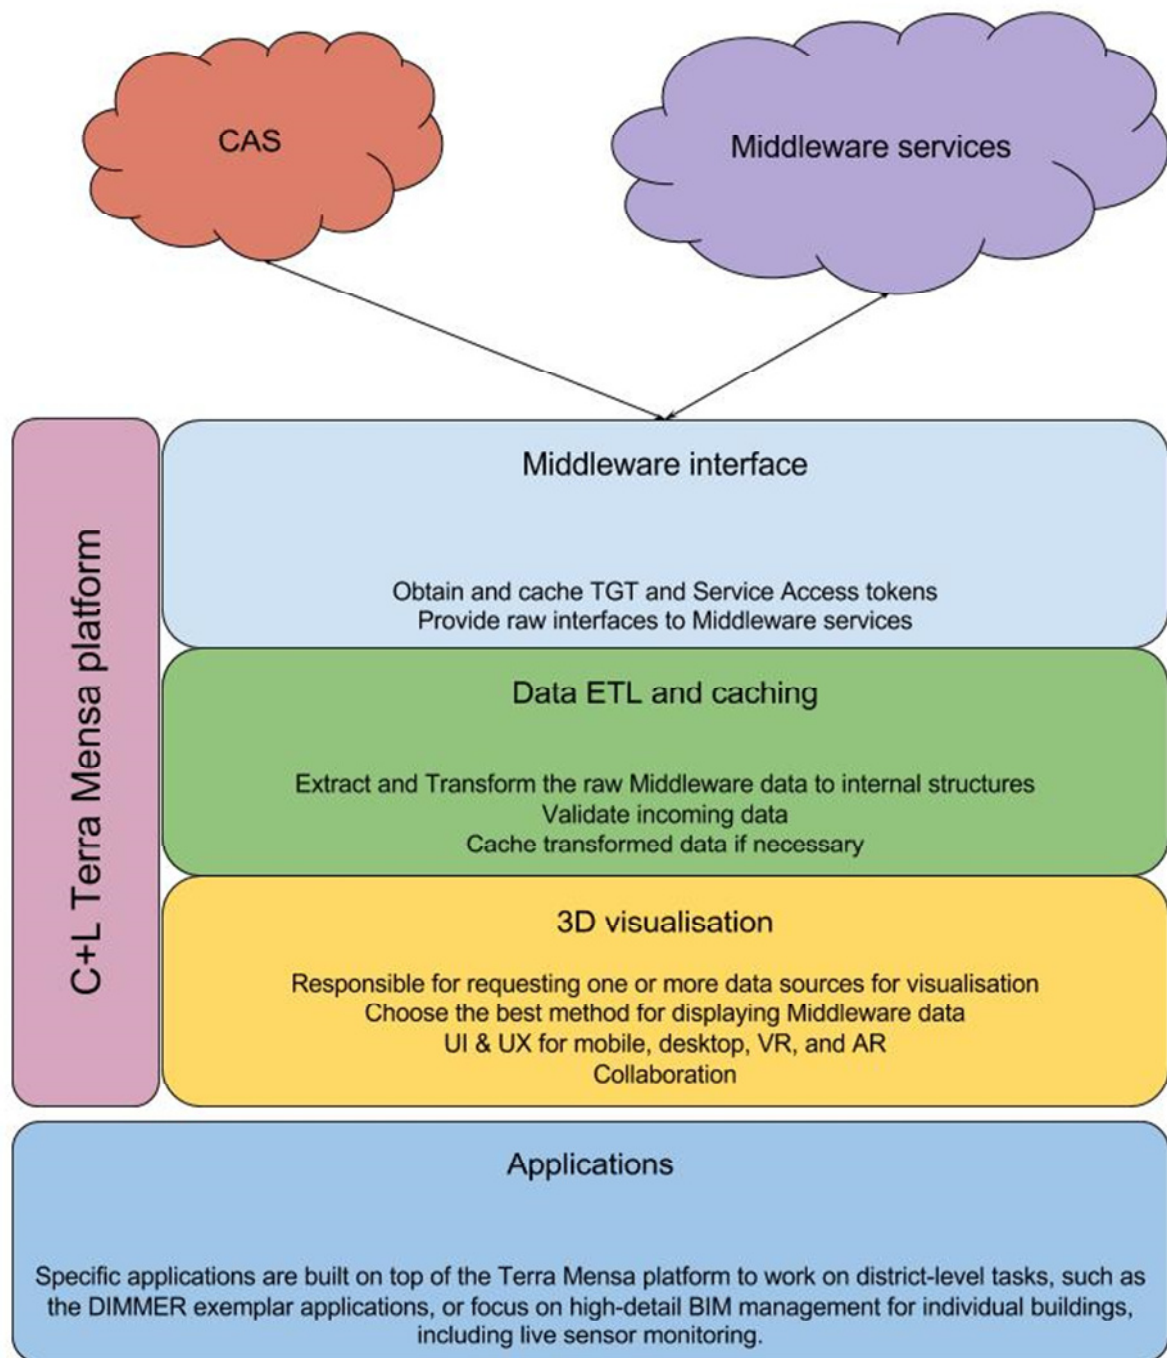 CAS
Middleware services
C+L Terra Mensa platform
Middleware interface
Obtain and cache TGT and Service Access tokens
Provide raw interfaces to Middleware services
Data ETL and caching
Extract and Transform the raw Middleware data to internal structures
Validate incoming data
Cache transformed data if necessary
3D visualisation
Responsible for requesting one or more data sources for visualisation
Choose the best method for displaying Middleware data
UI & UX for mobile, desktop, VR, and AR
Collaboration
Applications
Specific applications are built on top of the Terra Mensa platform to work on district-level tasks, such as
the DIMMER exemplar applications, or focus on high-detail BIM management for individual buildings,
including live sensor monitoring.